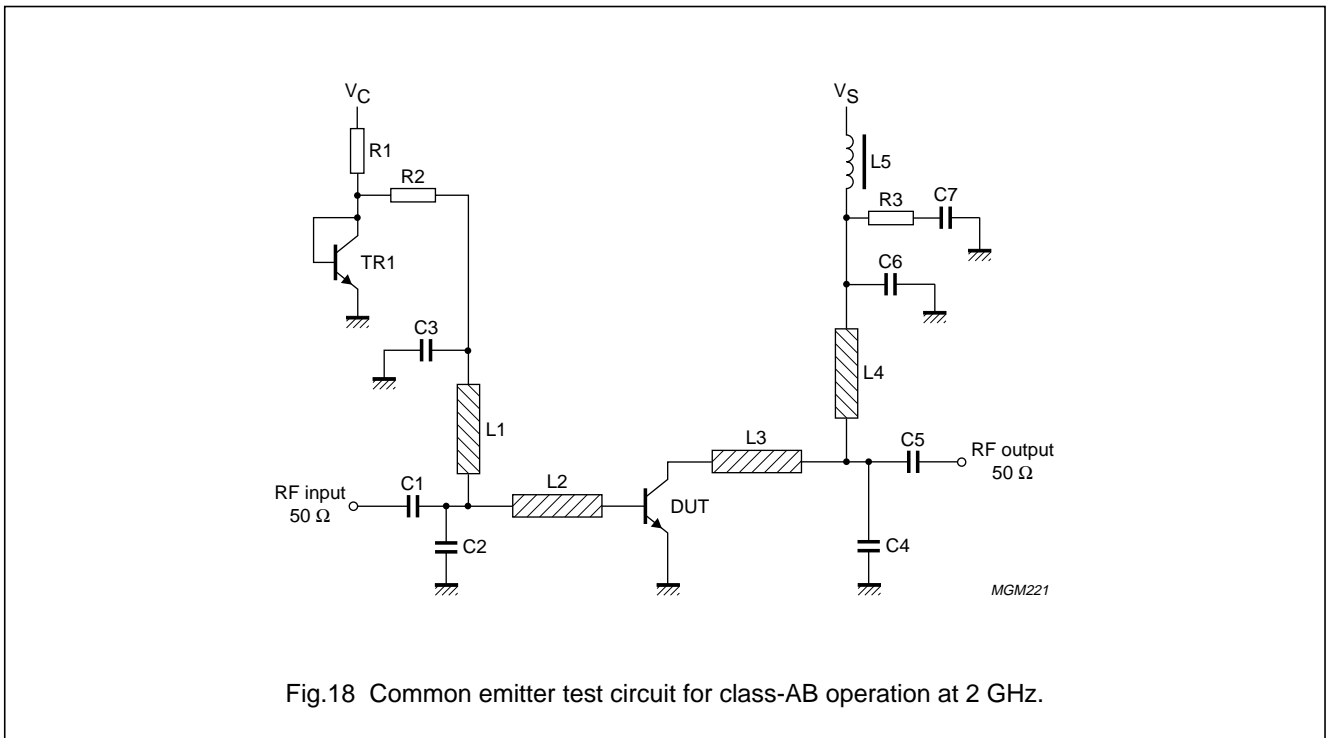 VC
VS
R1
L5
R2
R3
C7
TR1
C6
C3
L4
L1
L3
C5
RF output
50 Ω
RF input
50 Ω
C1
L2
DUT
C2
C4
MGM221
Fig.18 Common emitter test circuit for class-AB operation at 2 GHz.